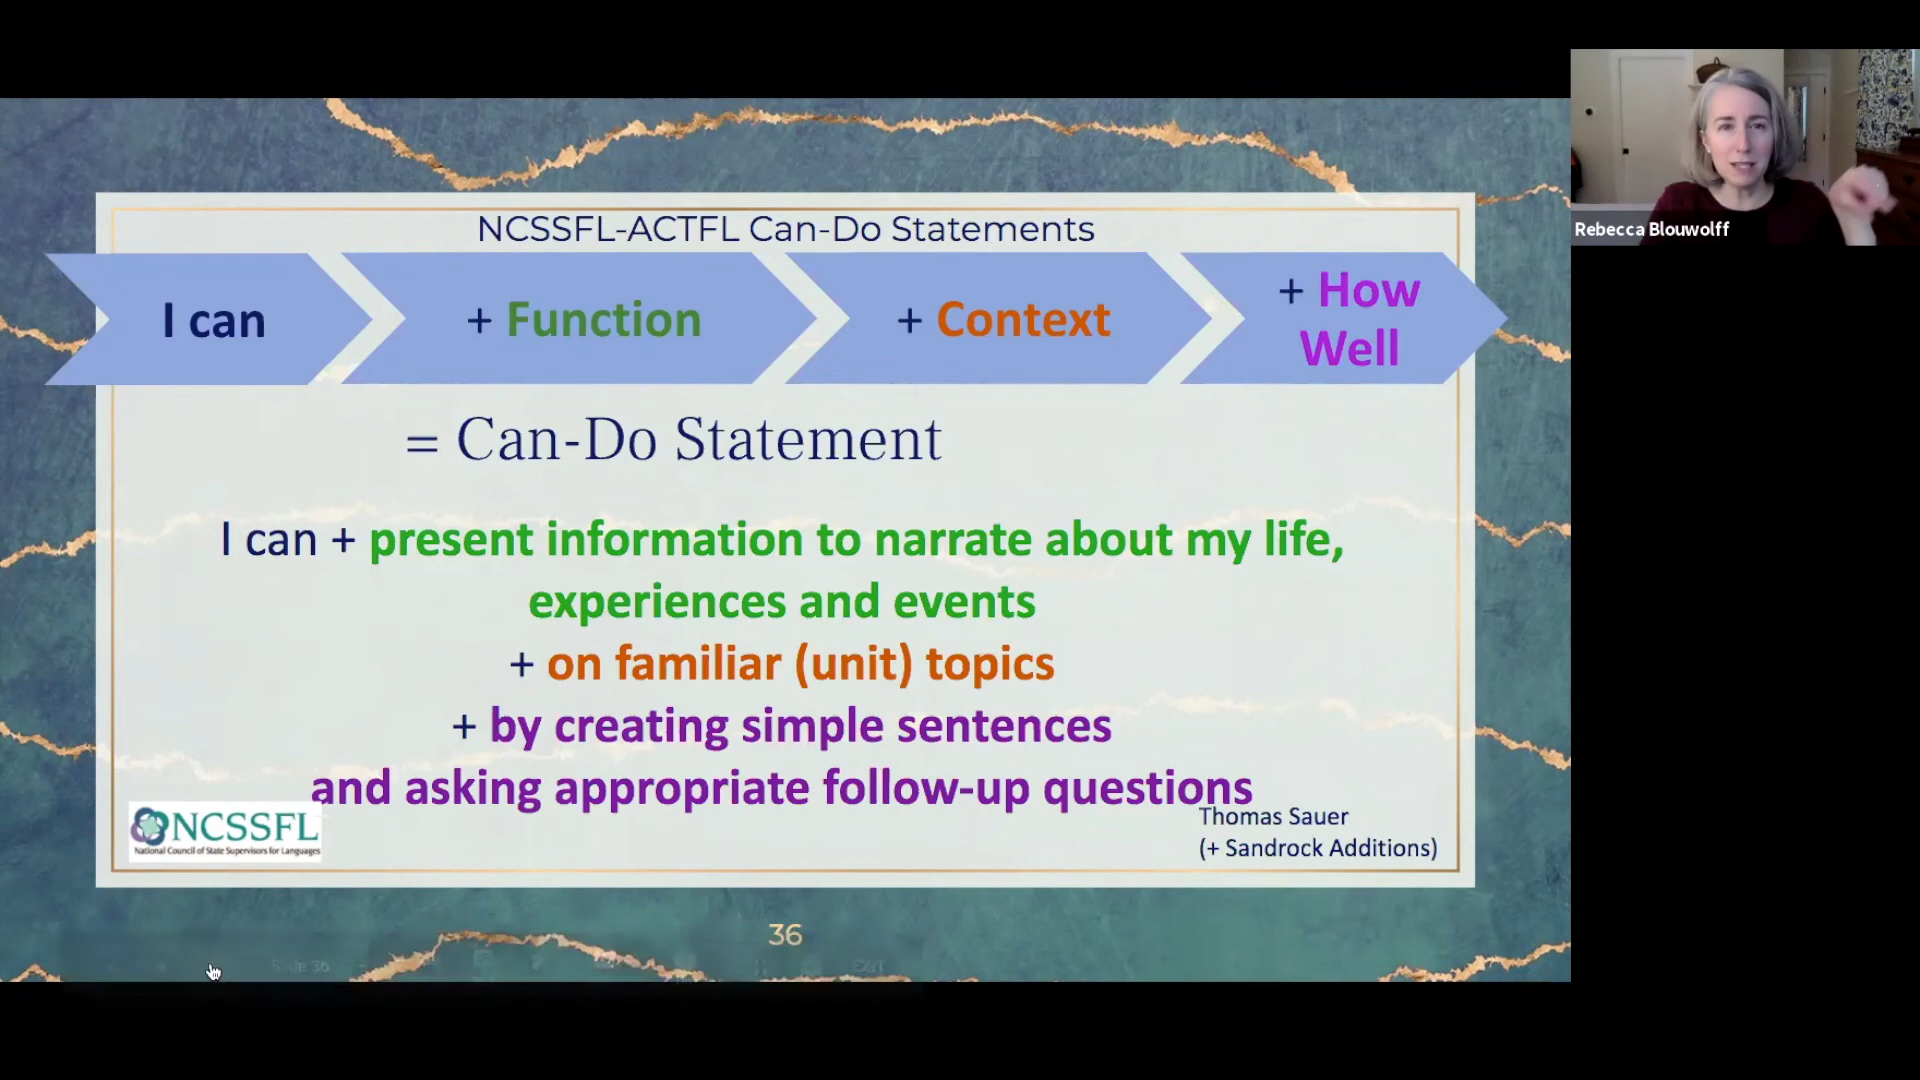 NCSSFL-ACTFL Can-Do Statements
I can
+ Function
+ Context
+ How
Well
= Can-Do Statement
I can + present information to narrate about my life,
experiences and events
+ on familiar (unit) topics
+ by creating simple sentences
and asking appropriate follow-up questions
Thomas Sauer
(+ Sandrock Additions)
NCSSFL
National Council of State Supervisors for Languages
36
Slide 36
Rebecca Blouwolff